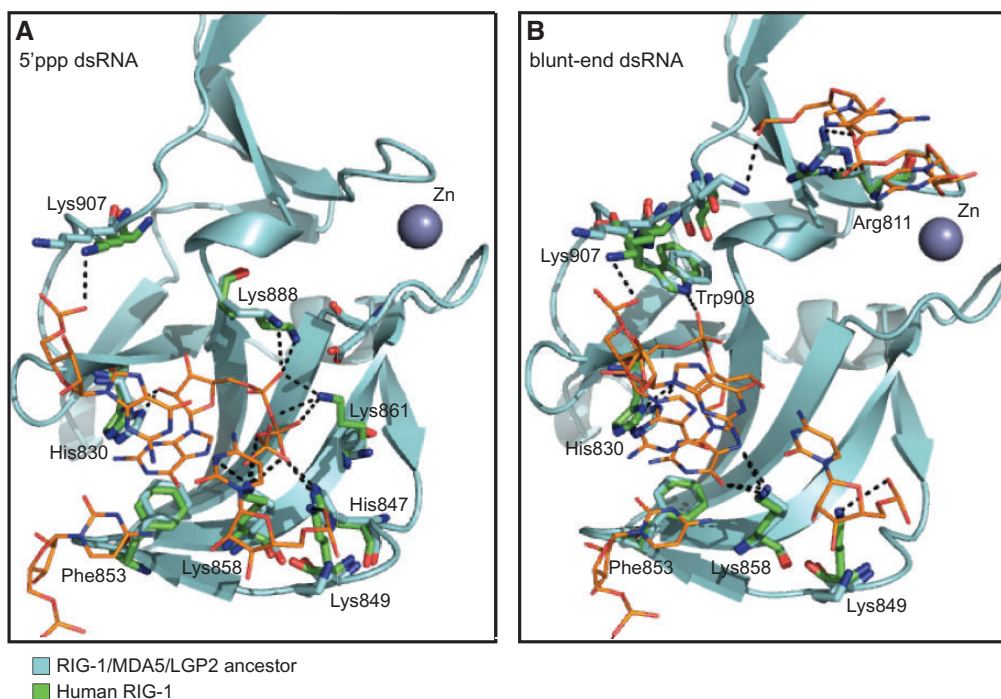 A
5'ppp dsRNA
Zn
Lys907
Lys888
Lys861
His830
His847
Phe853
Lys858
Lys849
B
blunt-end dsRNA
Zn
Arg811
Lys907
Trp908
His830
Phe853
Lys858
Lys849
RIG-1/MDA5/LGP2 ancestor
Human RIG-1